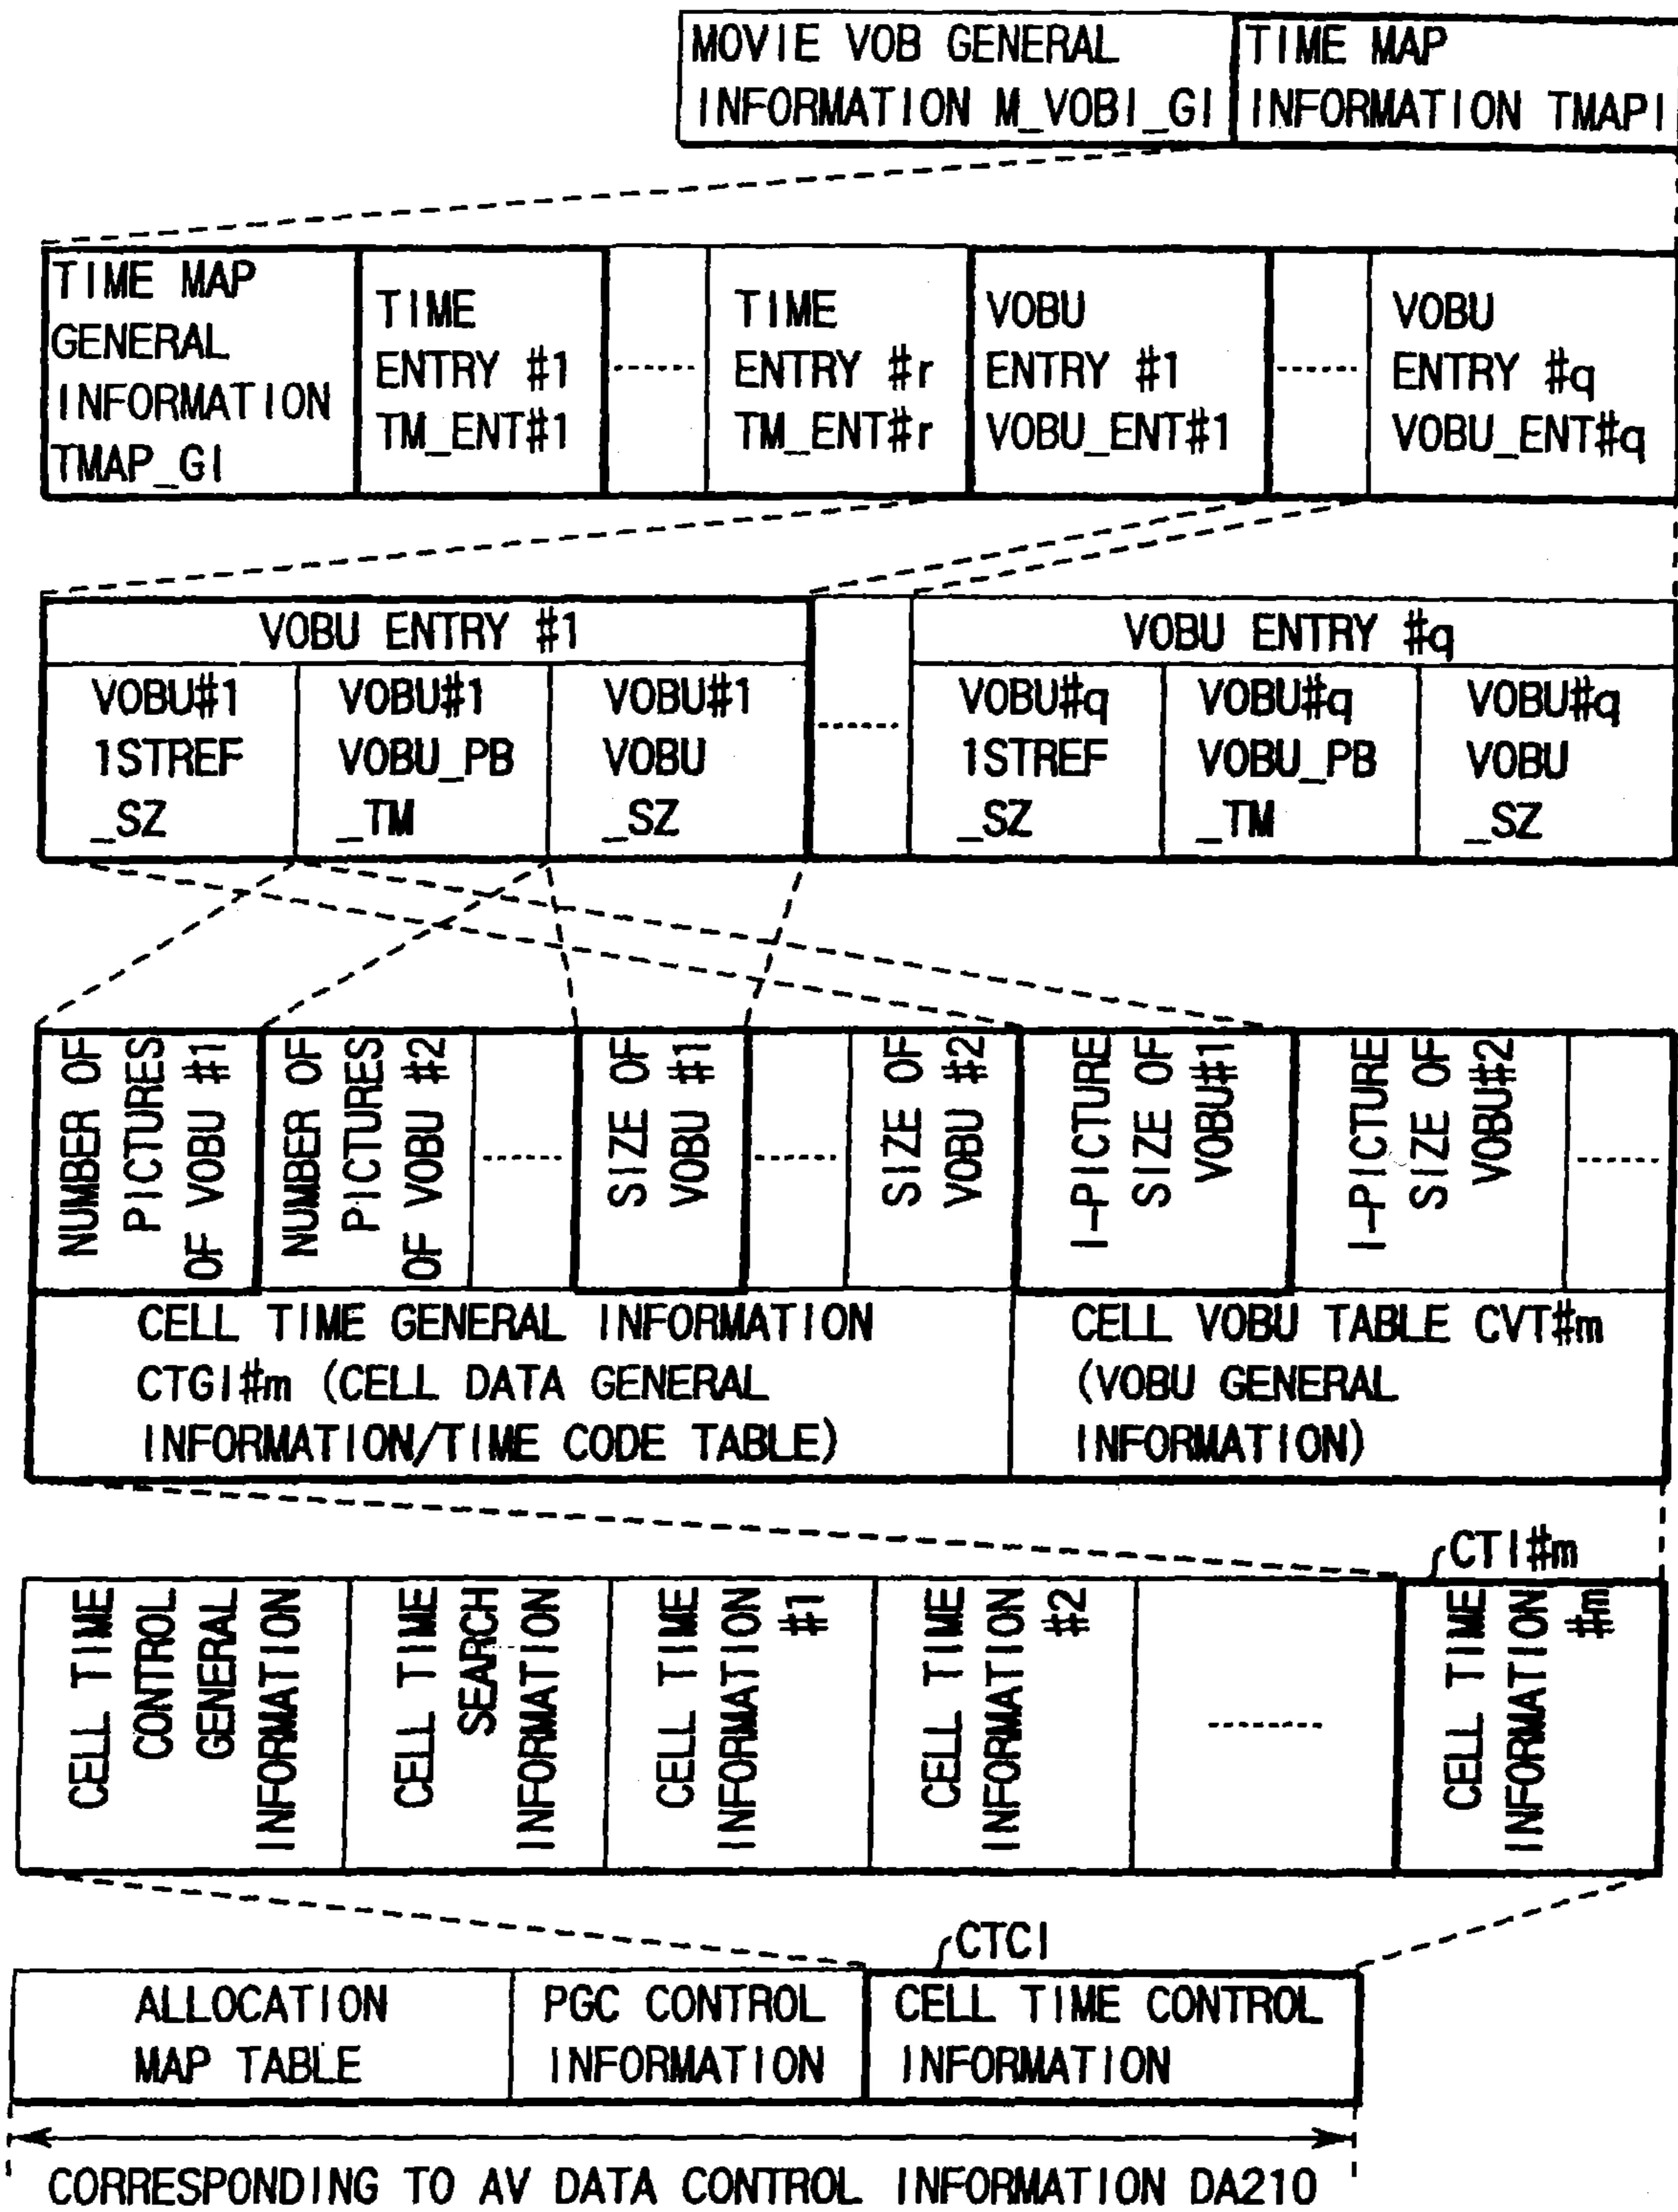 MOVIE VOB GENERAL
INFORMATION M_VOBI_GI
TIME MAP
INFORMATION TMAPI
TIME MAP
GENERAL
INFORMATION
TMAP_GI
TIME
ENTRY #1
TM_ENT#1
TIME
ENTRY #r
TM_ENT#r
VOBU
ENTRY #1
VOBU_ENT#1
VOBU
ENTRY #q
VOBU_ENT#q
VOBU ENTRY #1
VOBU ENTRY #q
VOBU#1
1STREF
_SZ
VOBU#1
VOBU_PB
_TM
VOBU#1
VOBU
_SZ
VOBU#q
1STREF
_SZ
VOBU#q
VOBU_PB
_TM
VOBU#q
VOBU
_SZ
NUMBER OF
PICTURES
OF VOBU #1
NUMBER OF
PICTURES
OF VOBU #2
SIZE OF
VOBU #1
SIZE OF
VOBU #2
I-PICTURE
SIZE OF
VOBU#1
I-PICTURE
SIZE OF
VOBU#2
CELL TIME GENERAL INFORMATION
CTGI#m (CELL DATA GENERAL
INFORMATION/TIME CODE TABLE)
CELL VOBU TABLE CVT#m
(VOBU GENERAL
INFORMATION)
CTI#m
CELL TIME
CONTROL
GENERAL
INFORMATION
CELL TIME
SEARCH
INFORMATION
CELL TIME
INFORMATION
#1
CELL TIME
INFORMATION
#2
CELL TIME
INFORMATION
#m
CTCI
ALLOCATION
MAP TABLE
PGC CONTROL
INFORMATION
CELL TIME CONTROL
INFORMATION
CORRESPONDING TO AV DATA CONTROL INFORMATION DA210